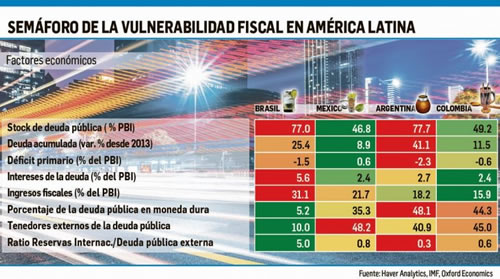 SEMÁFORO DE LA VULNERABILIDAD FISCAL EN AMÉRICA LATINA
Factores económicos
BRASIL MÉXICO ARGENTINA COLOMBIA
Stock de deuda pública ( % PBI) 77.0 46.8 77.7 49.2
Deuda acumulada (var. % desde 2013) 25.4 8.9 41.1 11.5
Déficit primario (% del PBI) -1.5 0.6 -2.3 -0.6
Intereses de la deuda (% del PBI) 5.6 2.4 2.7 2.4
Ingresos fiscales (% del PBI) 31.1 21.7 18.2 15.9
Porcentaje de la deuda pública en moneda dura 5.2 35.3 48.1 44.3
Tenedores externos de la deuda pública 10.0 48.2 40.9 45.0
Ratio Reservas Internac./Deuda pública externa 5.0 0.8 0.3 0.6
Fuente: Haver Analytics, IMF, Oxford Economics